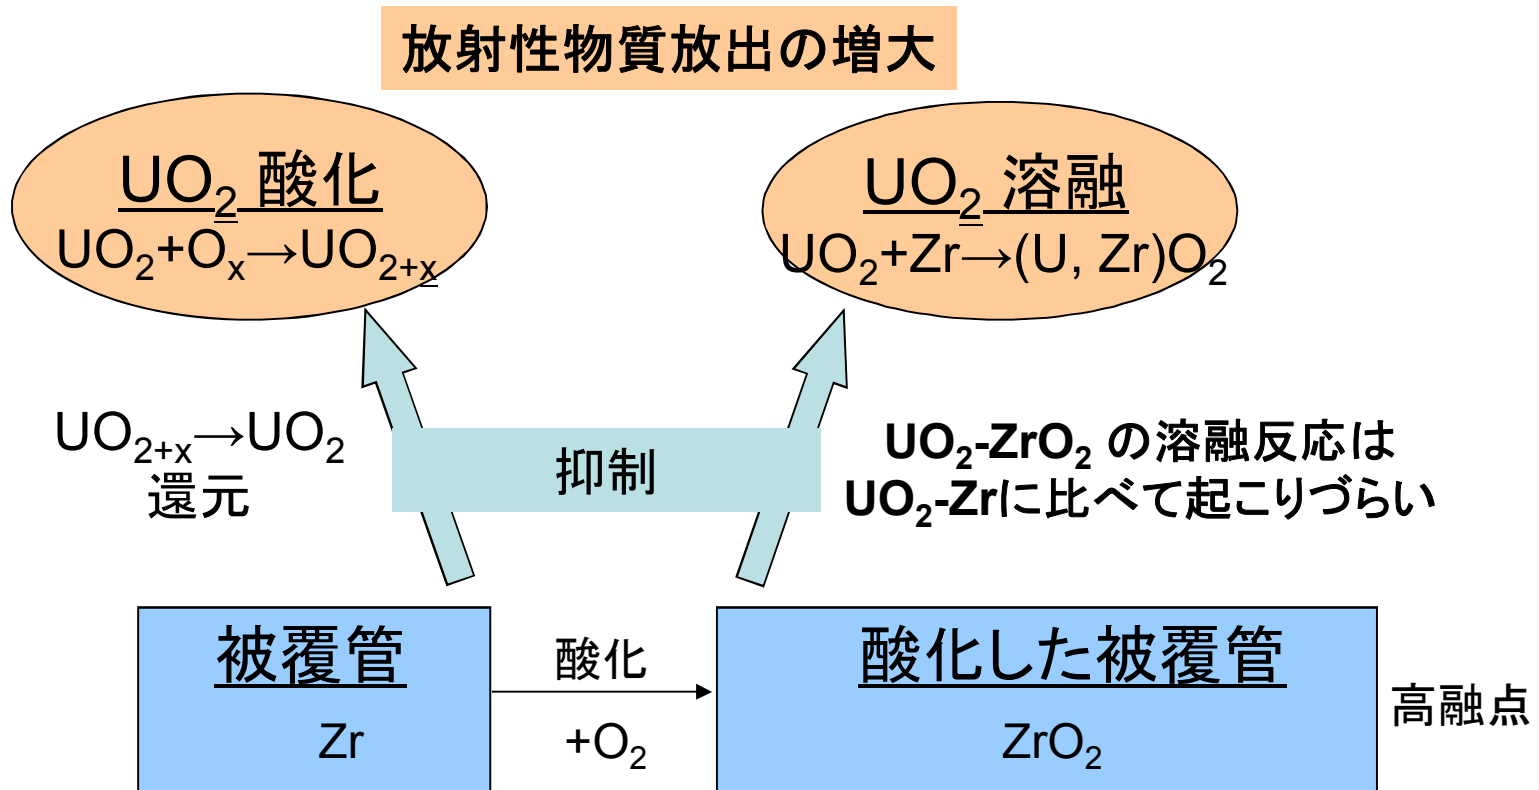 放射性物質放出の増大
UO₂ 酸化
UO₂+Oₓ→UO₂₊ₓ
UO₂ 溶融
UO₂+Zr→(U, Zr)O₂
UO₂₊ₓ→UO₂
還元
抑制
UO₂-ZrO₂ の溶融反応は
UO₂-Zrに比べて起こりづらい
被覆管
Zr
酸化
+O₂
酸化した被覆管
ZrO₂
高融点